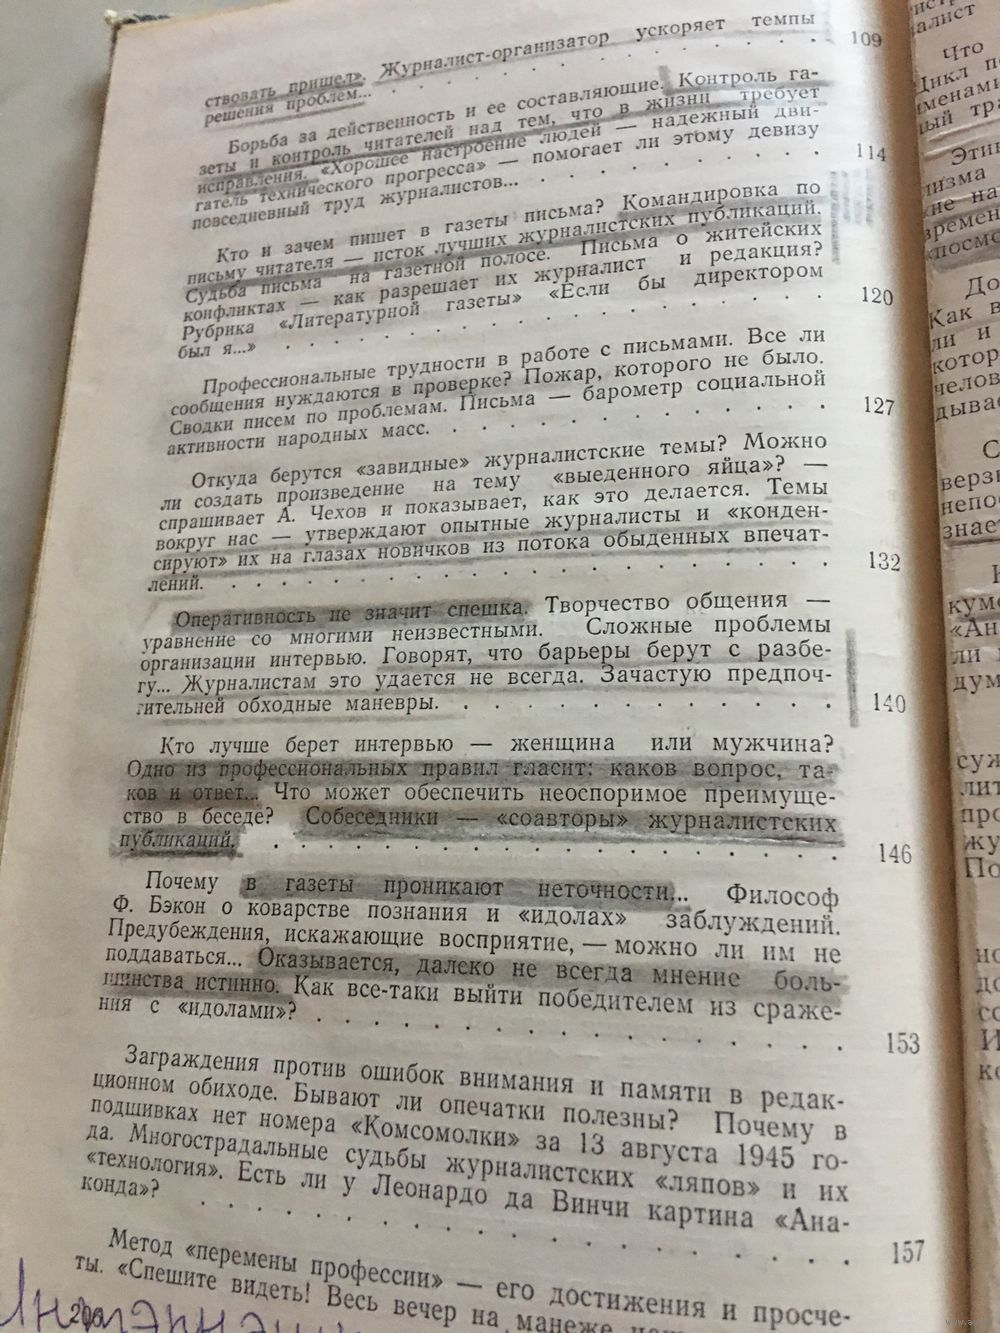 ствовать пришел». Журналист-организатор ускоряет темпы
решения проблем... 109
Борьба за действенность и ее составляющие. Контроль га-
зеты и контроль читателей над тем, что в жизни требует
исправления. «Хорошее настроение людей — надежный дви-
гатель технического прогресса» — помогает ли этому девизу
повседневный труд журналистов... 114
Кто и зачем пишет в газеты письма? Командировка по
письму читателя — исток лучших журналистских публикаций.
Судьба письма на газетной полосе. Письма о житейских
конфликтах — как разрешает их журналист и редакция?
Рубрика «Литературной газеты» «Если бы директором
был я...» 120
Профессиональные трудности в работе с письмами. Все ли
сообщения нуждаются в проверке? Пожар, которого не было.
Сводки писем по проблемам. Письма — барометр социальной
активности народных масс. 127
Откуда берутся «завидные» журналистские темы? Можно
ли создать произведение на тему «выеденного яйца»? —
спрашивает А. Чехов и показывает, как это делается. Темы
вокруг нас — утверждают опытные журналисты и «конден-
сируют» их на глазах новичков из потока обыденных впечат-
лений. 132
Оперативность не значит спешка. Творчество общения —
уравнение со многими неизвестными. Сложные проблемы
организации интервью. Говорят, что барьеры берут с разбе-
гу... Журналистам это удается не всегда. Зачастую предпоч-
тительней обходные маневры. 140
Кто лучше берет интервью — женщина или мужчина?
Одно из профессиональных правил гласит: каков вопрос, та-
ков и ответ... Что может обеспечить неоспоримое преимуще-
ство в беседе? Собеседники — «соавторы» журналистских
публикаций. 146
Почему в газеты проникают неточности... Философ
Ф. Бэкон о коварстве познания и «идолах» заблуждений.
Предубеждения, искажающие восприятие, — можно ли им не
поддаваться... Оказывается, далеко не всегда мнение боль-
шинства истинно. Как все-таки выйти победителем из сраже-
ния с «идолами»? 153
Заграждения против ошибок внимания и памяти в редак-
ционном обиходе. Бывают ли опечатки полезны? Почему в
подшивках нет номера «Комсомолки» за 13 августа 1945 го-
да. Многострадальные судьбы журналистских «ляпов» и их
«технология». Есть ли у Леонардо да Винчи картина «Ана-
конда»? 157
Метод «перемены профессии» — его достижения и просче-
ты. «Спешите видеть! Весь вечер на манеже